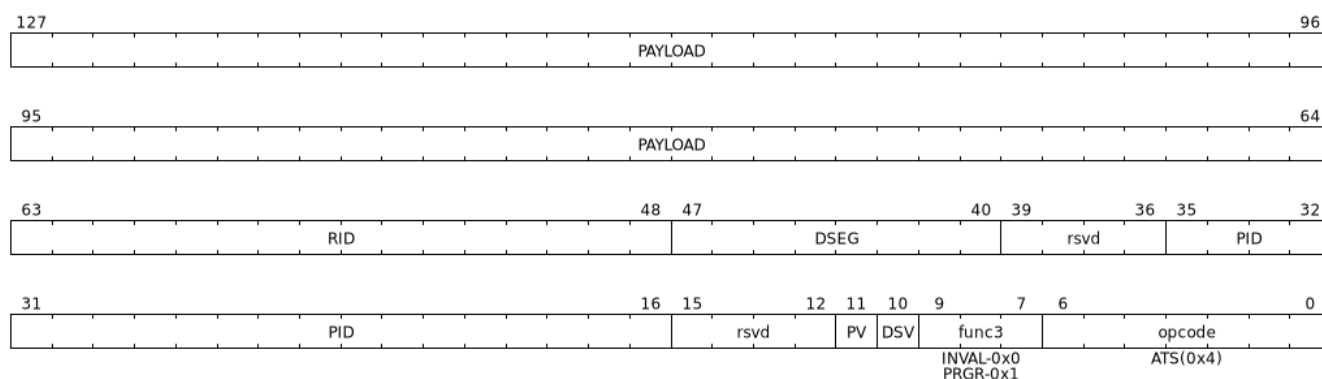 127 96
PAYLOAD
95 64
PAYLOAD
63 48 47 40 39 36 35 32
RID DSEG rsvd PID
31 16 15 12 11 10 9 7 6 0
PID rsvd PV DSV func3 opcode
INVAL-0x0 ATS(0x4)
PRGR-0x1